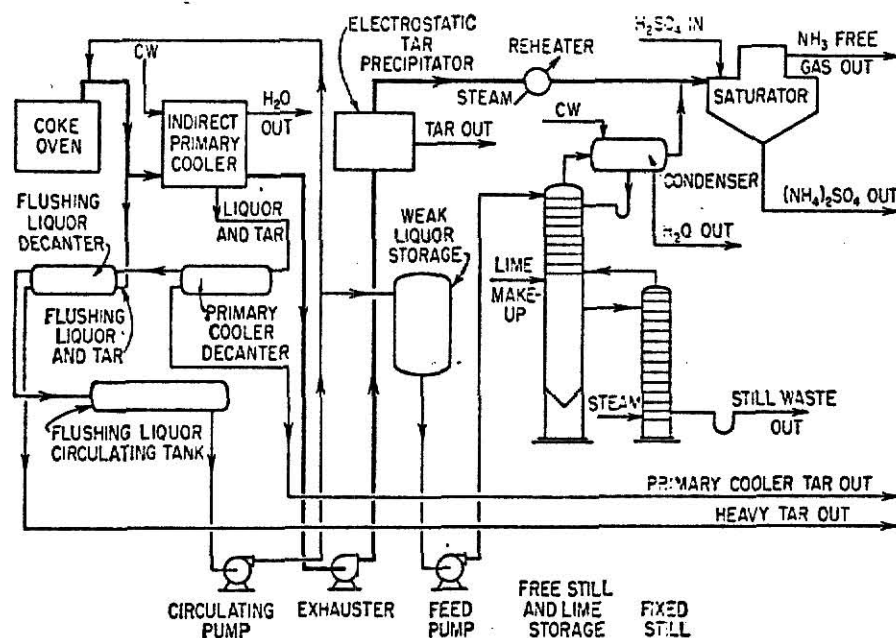 ELECTROSTATIC
TAR
PRECIPITATOR
H₂SO₄ IN
CW
REHEATER
NH₃ FREE
GAS OUT
STEAM
SATURATOR
COKE
OVEN
INDIRECT
PRIMARY
COOLER
H₂O
OUT
TAR OUT
CW
CONDENSER
FLUSHING
LIQUOR
DECANTER
LIQUOR
AND TAR
WEAK
LIQUOR
STORAGE
(NH₄)₂SO₄ OUT
H₂O OUT
LIME
MAKE-
UP
FLUSHING
LIQUOR
AND TAR
PRIMARY
COOLER
DECANTER
STEAM
STILL WASTE
OUT
FLUSHING LIQUOR
CIRCULATING TANK
PRIMARY COOLER TAR OUT
HEAVY TAR OUT
CIRCULATING
PUMP
EXHAUSTER
FEED
PUMP
FREE STILL
AND LIME
STORAGE
FIXED
STILL